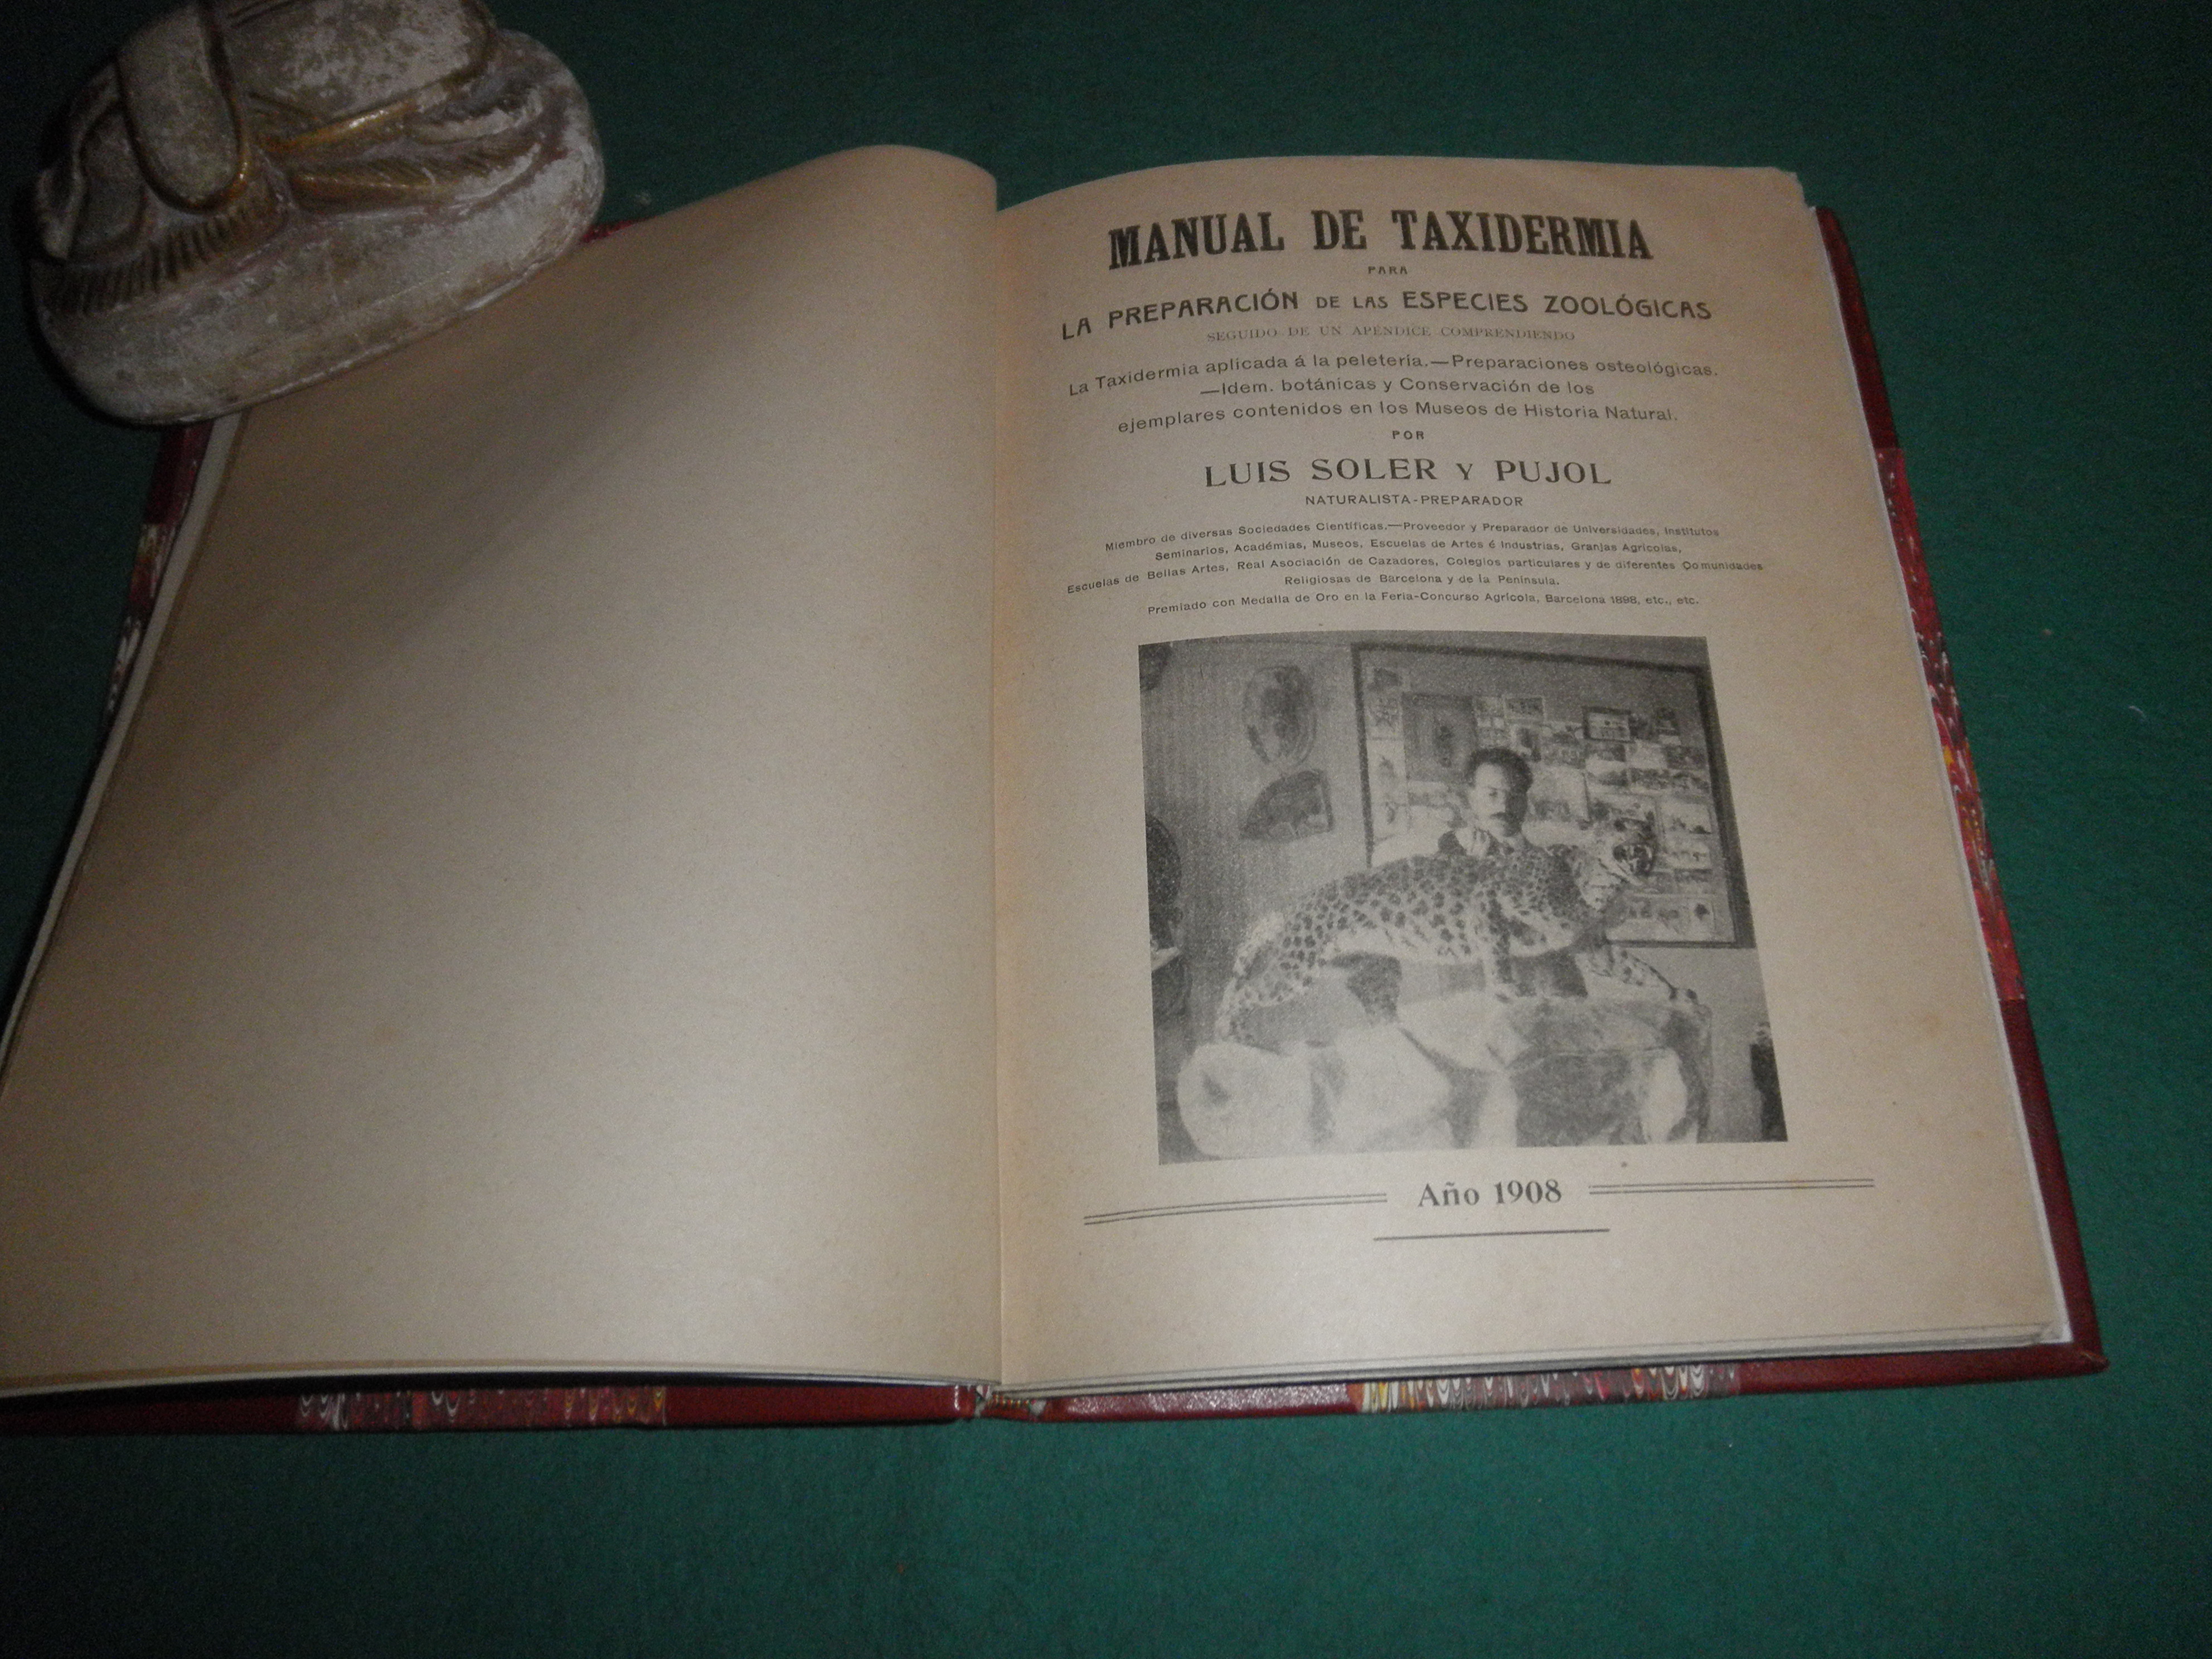 MANUAL DE TAXIDERMIA
PARA
LA PREPARACIÓN DE LAS ESPECIES ZOOLÓGICAS
SEGUIDO DE UN APÉNDICE COMPRENDIENDO
La Taxidermia aplicada á la peletería.—Preparaciones osteológicas.
—Idem. botánicas y Conservación de los
ejemplares contenidos en los Museos de Historia Natural.
POR
LUIS SOLER Y PUJOL
NATURALISTA-PREPARADOR
Miembro de diversas Sociedades Científicas.—Proveedor y Preparador de Universidades, Institutos
Seminarios, Académias, Museos, Escuelas de Artes é Industrias, Granjas Agrícolas,
Escuelas de Bellas Artes, Real Asociación de Cazadores, Colegios particulares y de diferentes Comunidades
Religiosas de Barcelona y de la Península.
Premiado con Medalla de Oro en la Feria-Concurso Agrícola, Barcelona 1898, etc., etc.
Año 1908